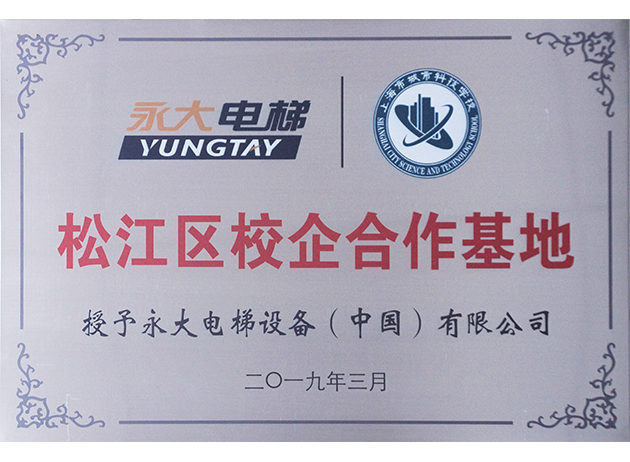 永大电梯
YUNGTAY
上海市城市科技学校
SHANGHAI CITY SCIENCE AND TECHNOLOGY SCHOOL
松江区校企合作基地
授予永大电梯设备（中国）有限公司
二〇一九年三月